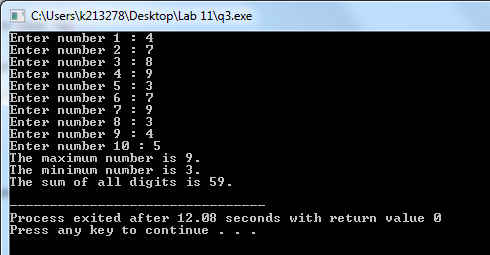 C:\Users\k213278\Desktop\Lab 11\q3.exe
Enter number 1 : 4
Enter number 2 : 7
Enter number 3 : 8
Enter number 4 : 9
Enter number 5 : 3
Enter number 6 : 7
Enter number 7 : 9
Enter number 8 : 3
Enter number 9 : 4
Enter number 10 : 5
The maximum number is 9.
The minimum number is 3.
The sum of all digits is 59.
--------------------------------
Process exited after 12.08 seconds with return value 0
Press any key to continue . . .